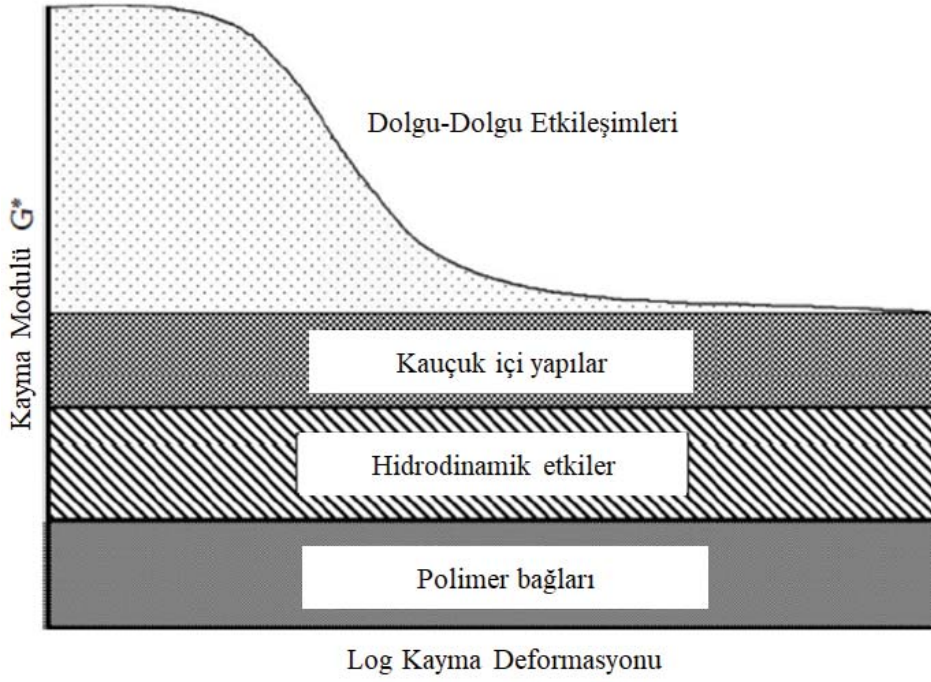 Dolgu-Dolgu Etkileşimleri
Kayma Modulü G*
Kauçuk içi yapılar
Hidrodinamik etkiler
Polimer bağları
Log Kayma Deformasyonu